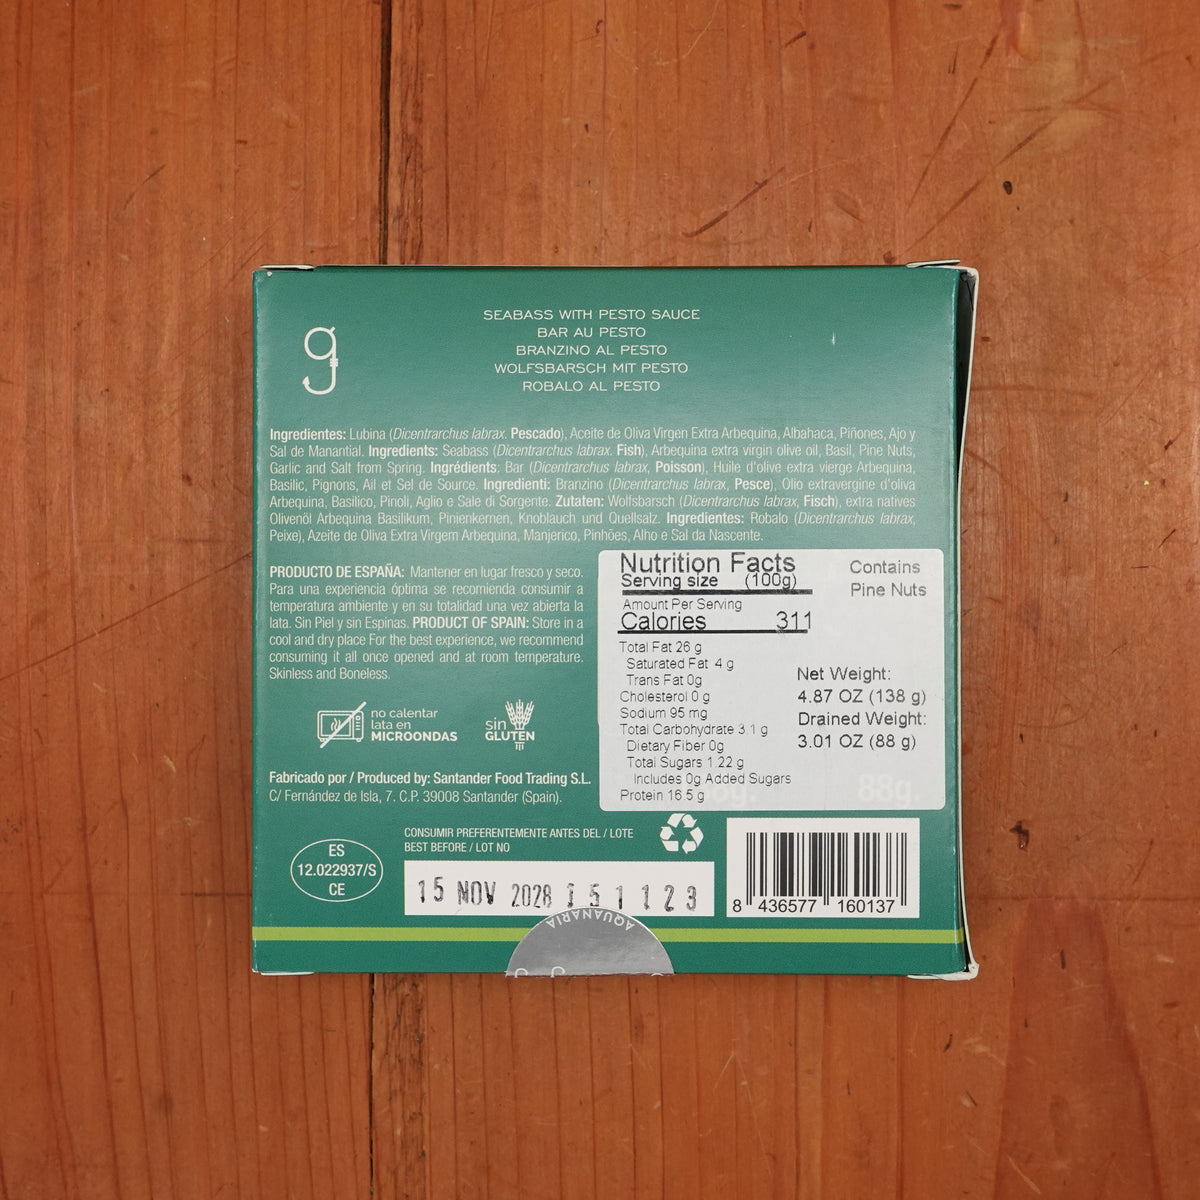 g
SEABASS WITH PESTO SAUCE
BAR AU PESTO
BRANZINO AL PESTO
WOLFSBARSCH MIT PESTO
ROBALO AL PESTO
Ingredientes: Lubina (Dicentrarchus labrax. Pescado), Aceite de Oliva Virgen Extra Arbequina, Albahaca, Piñones, Ajo y
Sal de Manantial. Ingredients: Seabass (Dicentrarchus labrax. Fish), Arbequina extra virgin olive oil, Basil, Pine Nuts,
Garlic and Salt from Spring. Ingrédients: Bar (Dicentrarchus labrax, Poisson), Huile d'olive extra vierge Arbequina,
Basilic, Pignons, Ail et Sel de Source. Ingredienti: Branzino (Dicentrarchus labrax, Pesce), Olio extravergine d'oliva
Arbequina, Basilico, Pinoli, Aglio e Sale di Sorgente. Zutaten: Wolfsbarsch (Dicentrarchus labrax, Fisch), extra natives
Olivenöl Arbequina Basilikum, Pinienkernen, Knoblauch und Quellsalz. Ingredientes: Robalo (Dicentrarchus labrax,
Peixe), Azeite de Oliva Extra Virgem Arbequina, Manjerico, Pinhões, Alho e Sal da Nascente.
PRODUCTO DE ESPAÑA: Mantener en lugar fresco y seco.
Para una experiencia óptima se recomienda consumir a
temperatura ambiente y en su totalidad una vez abierta la
lata. Sin Piel y sin Espinas. PRODUCT OF SPAIN: Store in a
cool and dry place For the best experience, we recommend
consuming it all once opened and at room temperature.
Skinless and Boneless.
no calentar
lata en
MICROONDAS
sin
GLUTEN
Fabricado por / Produced by: Santander Food Trading S.L.
C/ Fernández de Isla, 7. C.P. 39008 Santander (Spain).
Nutrition Facts
Serving size (100g)
Amount Per Serving
Calories 311
Total Fat 26 g
Saturated Fat 4 g
Trans Fat 0g
Cholesterol 0 g
Sodium 95 mg
Total Carbohydrate 3.1 g
Dietary Fiber 0g
Total Sugars 1.22 g
Includes 0g Added Sugars
Protein 16.5 g
Contains
Pine Nuts
Net Weight:
4.87 OZ (138 g)
Drained Weight:
3.01 OZ (88 g)
88g.
ES
12.022937/S
CE
CONSUMIR PREFERENTEMENTE ANTES DEL / LOTE
BEST BEFORE / LOT NO
15 NOV 2028 151123
8 436577 160137
AQUANARIA